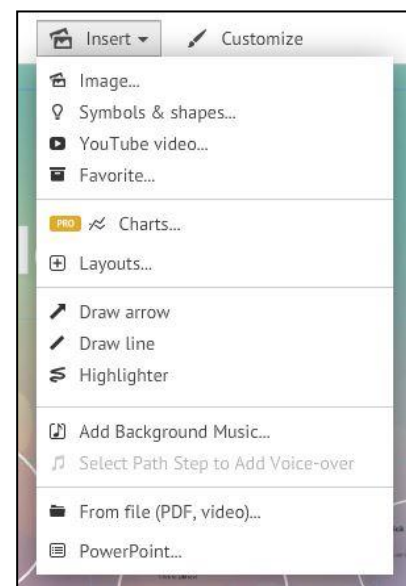 Insert Customize
Image...
Symbols & shapes...
YouTube video...
Favorite...
PRO Charts...
Layouts...
Draw arrow
Draw line
Highlighter
Add Background Music...
Select Path Step to Add Voice-over
From file (PDF, video)...
PowerPoint...